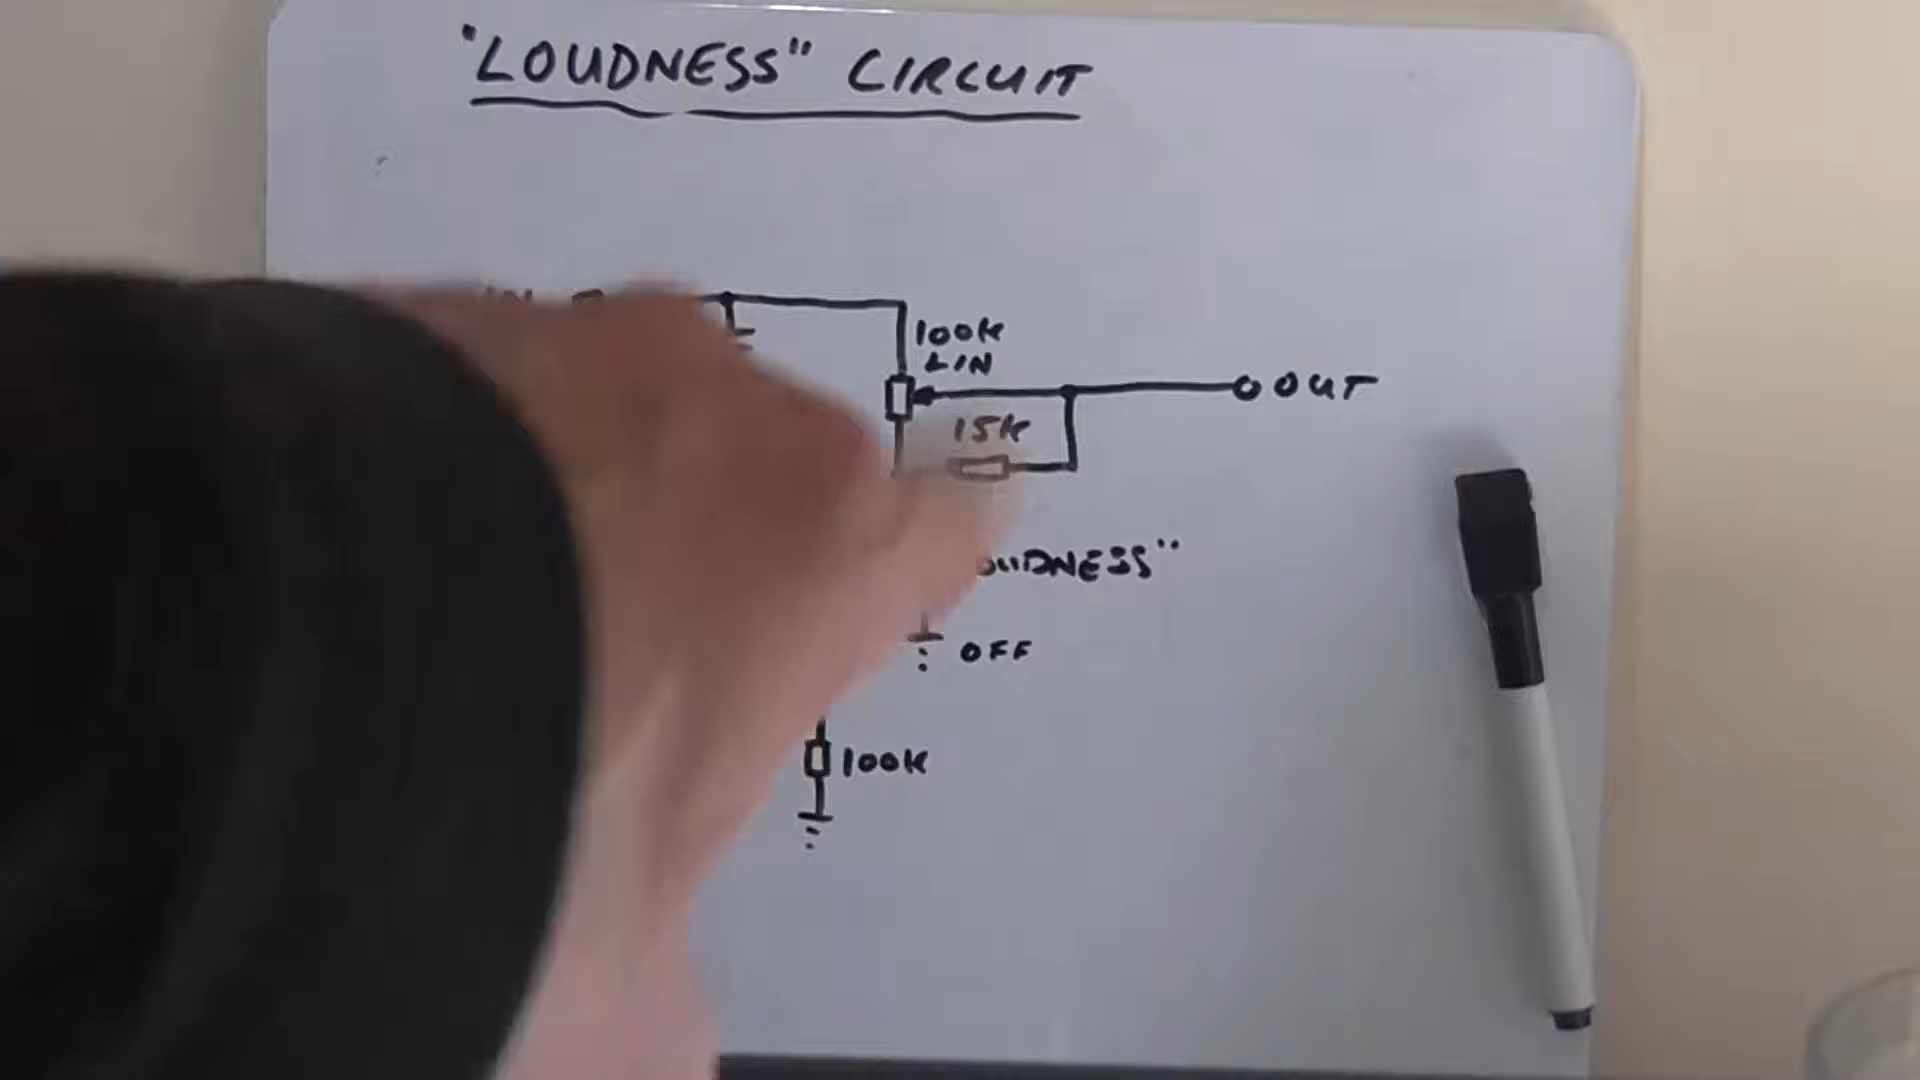 "LOUDNESS" CIRCUIT
100K
LIN
OUT
15K
OFF
100K